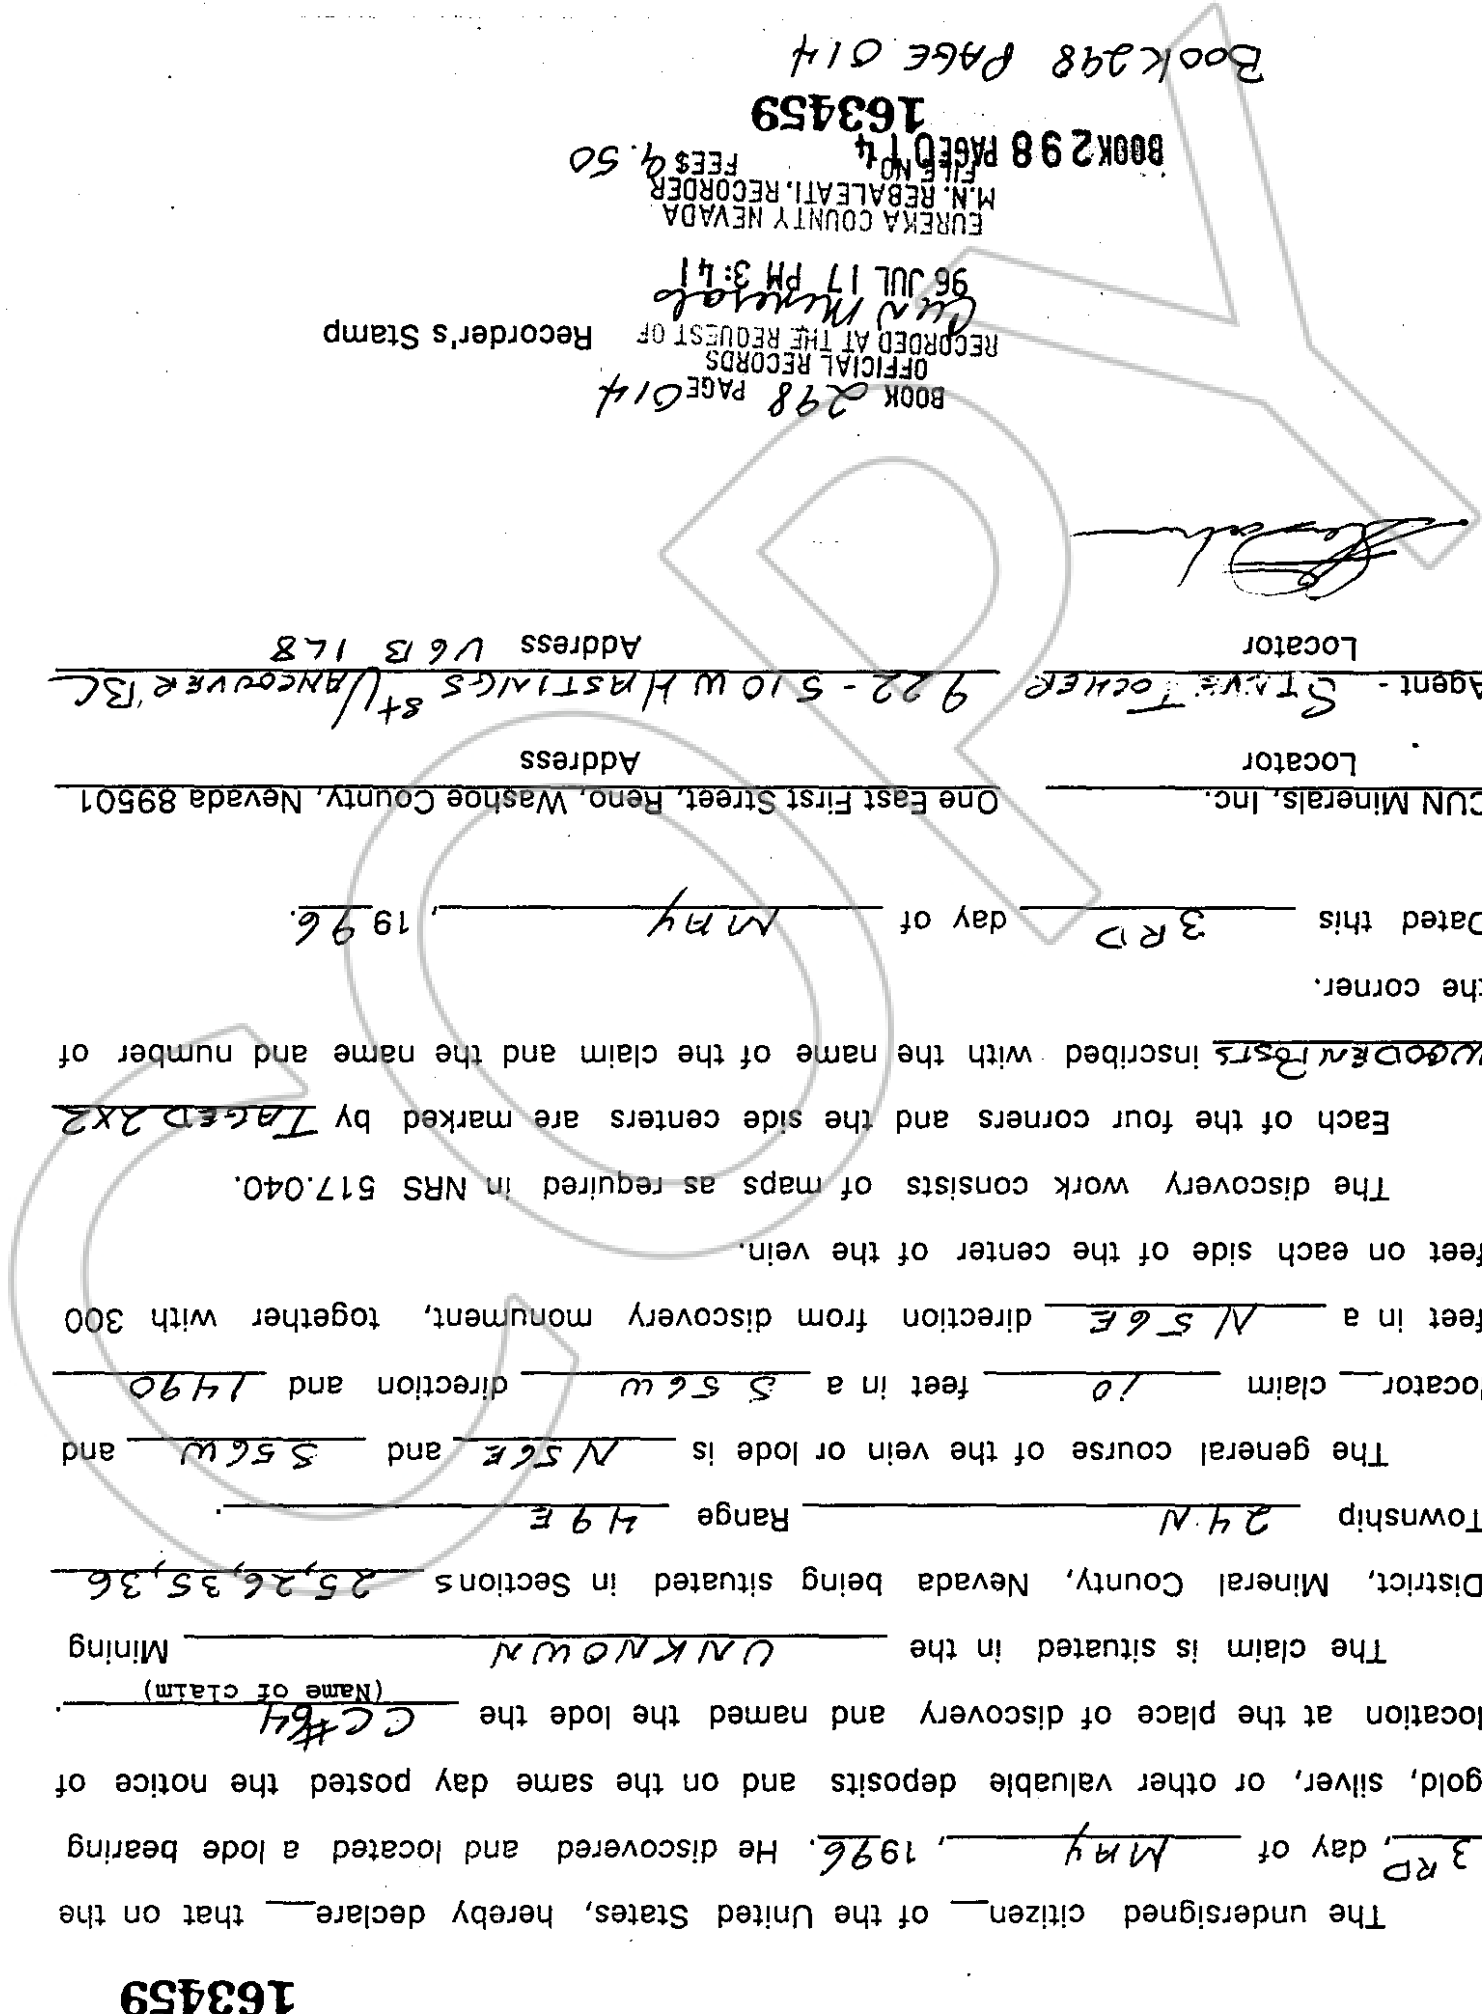 163459
The undersigned citizen__ of the United States, hereby declare__ that on the
3RD, day of MAY, 1996. He discovered and located a lode bearing
gold, silver, or other valuable deposits and on the same day posted the notice of
location at the place of discovery and named the lode the CC#64.
(Name of claim)
The claim is situated in the UNKNOWN Mining
District, Mineral County, Nevada being situated in Sections 25,26,35,36
Township 24N Range 49E.
The general course of the vein or lode is N56E and S56W and
locator__ claim 10 feet in a S56W direction and 1490
feet in a N56E direction from discovery monument, together with 300
feet on each side of the center of the vein.
The discovery work consists of maps as required in NRS 517.040.
Each of the four corners and the side centers are marked by TAGED 2X2
WOODEN POSTS inscribed with the name of the claim and the name and number of
the corner.
Dated this 3RD day of MAY, 1996.
CUN Minerals, Inc. One East First Street, Reno, Washoe County, Nevada 89501
Locator Address
Agent - STEVE TOCHER 922-510 W HASTINGS St VANCOUVER BC
Locator Address V6B 1L8
BOOK 298 PAGE 014
OFFICIAL RECORDS
RECORDED AT THE REQUEST OF Recorder's Stamp
Cun Minerals
96 JUL 17 PM 3:41
EUREKA COUNTY NEVADA
M.N. REBALEATI, RECORDER
FILE NO. FEE$ 9.50
BOOK 298 PAGE 014
163459
BOOK 298 PAGE 014
COPY